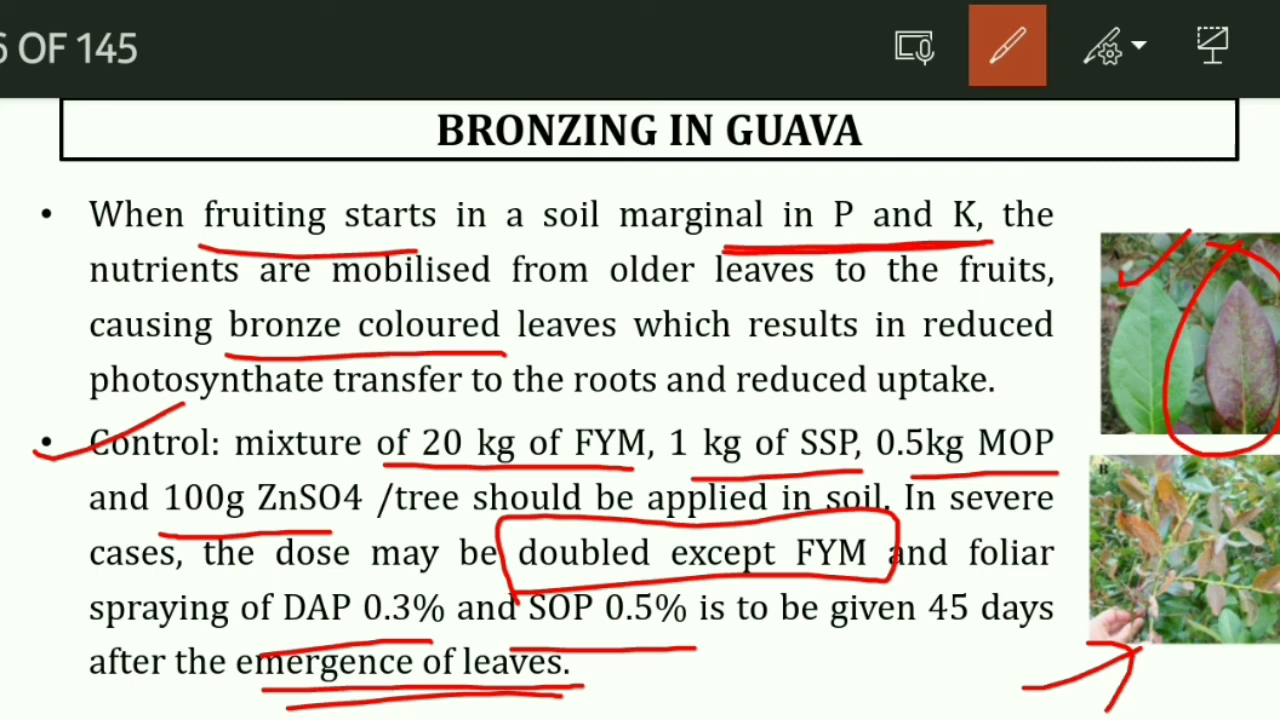 6 OF 145
BRONZING IN GUAVA
• When fruiting starts in a soil marginal in P and K, the
nutrients are mobilised from older leaves to the fruits,
causing bronze coloured leaves which results in reduced
photosynthate transfer to the roots and reduced uptake.
• Control: mixture of 20 kg of FYM, 1 kg of SSP, 0.5kg MOP
and 100g ZnSO4 /tree should be applied in soil. In severe
cases, the dose may be doubled except FYM and foliar
spraying of DAP 0.3% and SOP 0.5% is to be given 45 days
after the emergence of leaves.
B